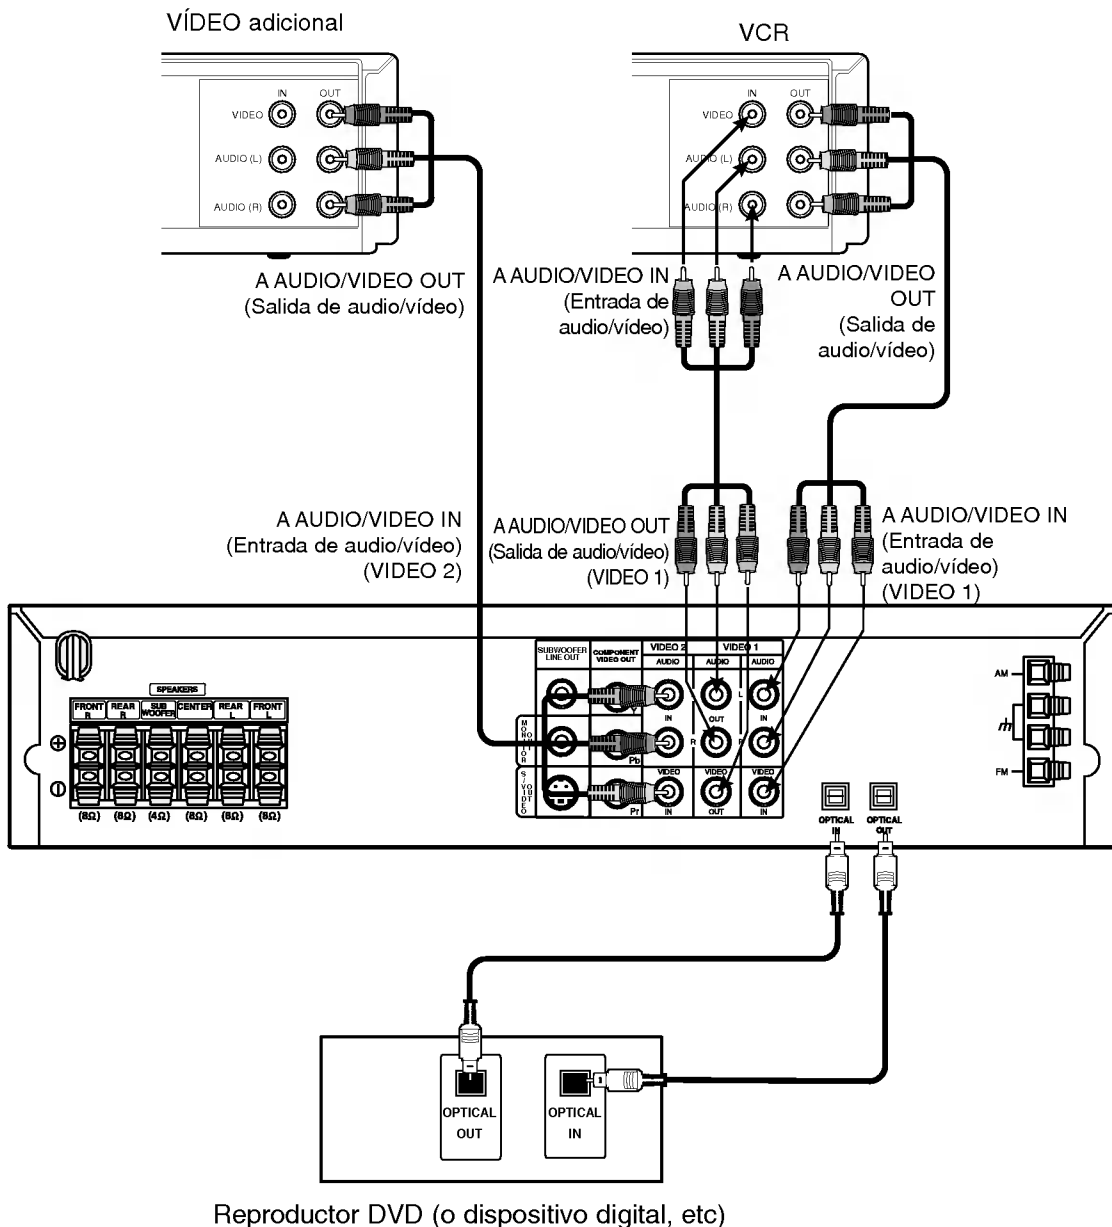 VÍDEO adicional
VCR
IN
OUT
VIDEO
AUDIO (L)
AUDIO (R)
IN
OUT
VIDEO
AUDIO (L)
AUDIO (R)
A AUDIO/VIDEO OUT
(Salida de audio/vídeo)
A AUDIO/VIDEO IN
(Entrada de
audio/vídeo)
A AUDIO/VIDEO
OUT
(Salida de
audio/vídeo)
A AUDIO/VIDEO IN
(Entrada de audio/vídeo)
(VIDEO 2)
A AUDIO/VIDEO OUT
(Salida de audio/vídeo)
(VIDEO 1)
A AUDIO/VIDEO IN
(Entrada de
audio/vídeo)
(VIDEO 1)
SPEAKERS
FRONT
R
REAR
R
SUB
WOOFER
CENTER
REAR
L
FRONT
L
(8Ω)
(8Ω)
(4Ω)
(8Ω)
(8Ω)
(8Ω)
SUBWOOFER
LINE OUT
COMPONENT
VIDEO OUT
VIDEO 2
VIDEO 1
AUDIO
AUDIO
AUDIO
MONITOR
OUT
S/VIDEO
OUT
Y
Pb
Pr
IN
OUT
IN
L
R
R
VIDEO
VIDEO
VIDEO
IN
OUT
IN
AM
FM
OPTICAL
IN
OPTICAL
OUT
OPTICAL
OUT
OPTICAL
IN
Reproductor DVD (o dispositivo digital, etc)